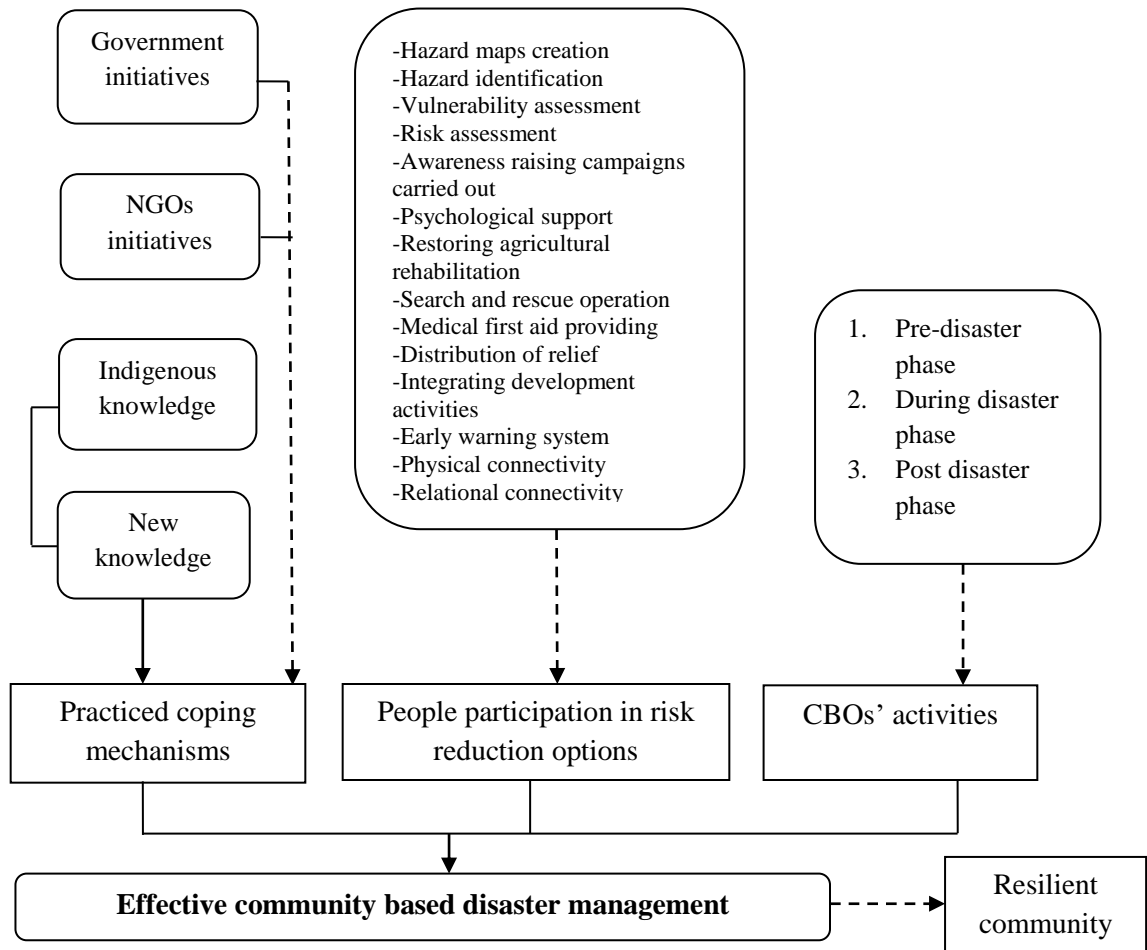 Government
initiatives
NGOs
initiatives
Indigenous
knowledge
New
knowledge
-Hazard maps creation
-Hazard identification
-Vulnerability assessment
-Risk assessment
-Awareness raising campaigns
carried out
-Psychological support
-Restoring agricultural
rehabilitation
-Search and rescue operation
-Medical first aid providing
-Distribution of relief
-Integrating development
activities
-Early warning system
-Physical connectivity
-Relational connectivity
1. Pre-disaster
phase
2. During disaster
phase
3. Post disaster
phase
Practiced coping
mechanisms
People participation in risk
reduction options
CBOs’ activities
Effective community based disaster management
Resilient
community